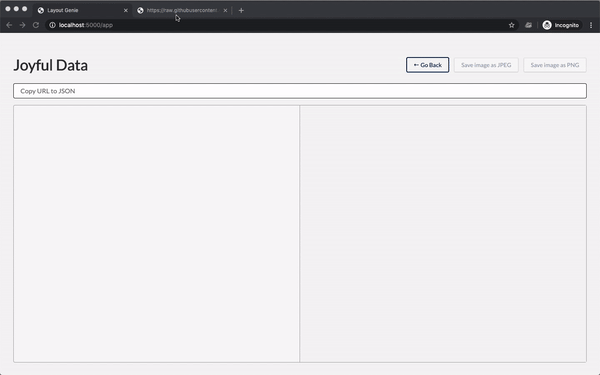 Layout Genie
https://raw.githubusercontent
localhost:5000/app
Incognito
Joyful Data
← Go Back
Save image as JPEG
Save image as PNG
Copy URL to JSON